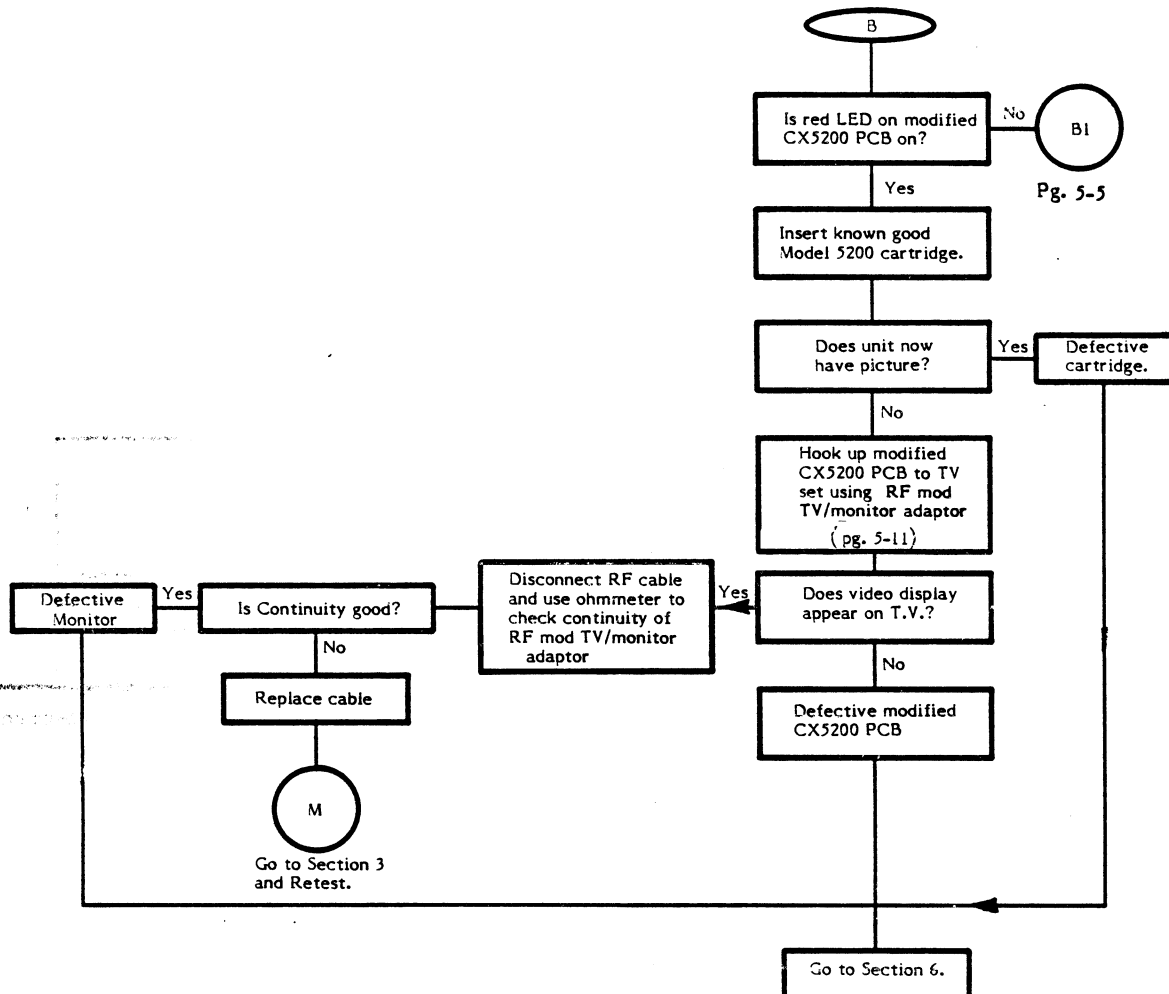 B
Is red LED on modified
CX5200 PCB on?
No
B1
Pg. 5-5
Yes
Insert known good
Model 5200 cartridge.
Does unit now
have picture?
Yes
Defective
cartridge.
No
Hook up modified
CX5200 PCB to TV
set using RF mod
TV/monitor adaptor
(pg. 5-11)
Does video display
appear on T.V.?
Yes
Disconnect RF cable
and use ohmmeter to
check continuity of
RF mod TV/monitor
adaptor
Is Continuity good?
Yes
Defective
Monitor
No
Replace cable
M
Go to Section 3
and Retest.
No
Defective modified
CX5200 PCB
Go to Section 6.